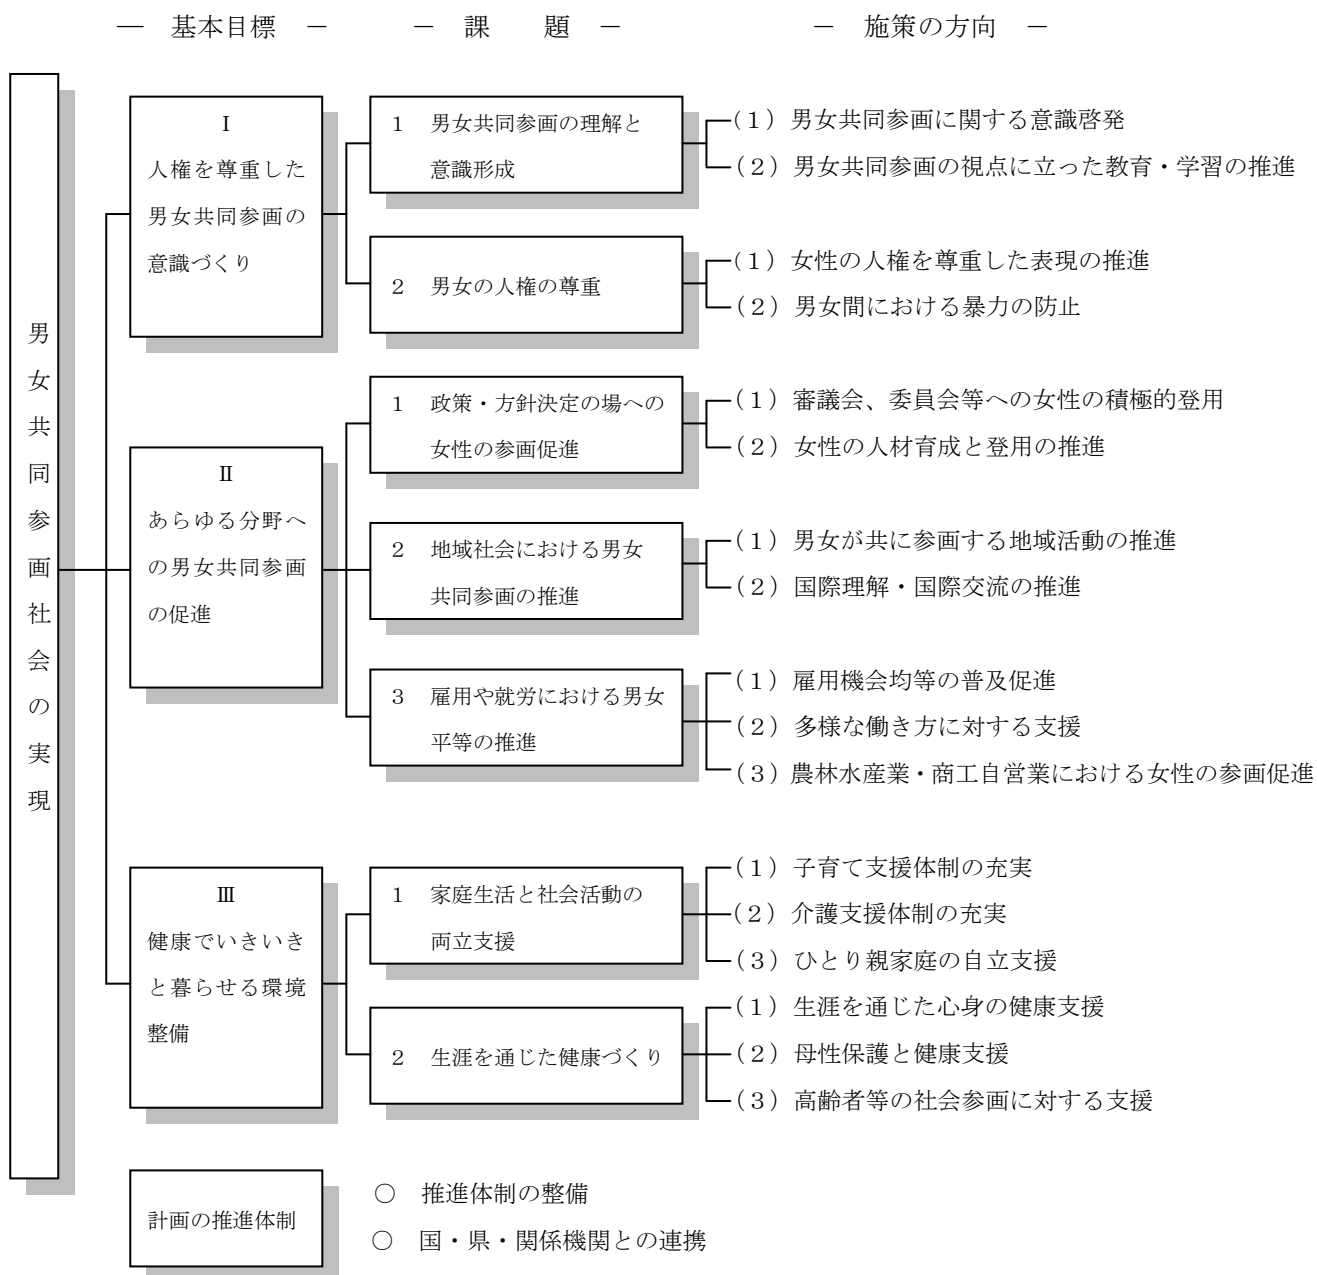 ― 基本目標 ―
― 課　題 ―
― 施策の方向 ―
男女共同参画社会の実現
Ⅰ
人権を尊重した
男女共同参画の
意識づくり
1 男女共同参画の理解と
意識形成
(1) 男女共同参画に関する意識啓発
(2) 男女共同参画の視点に立った教育・学習の推進
2 男女の人権の尊重
(1) 女性の人権を尊重した表現の推進
(2) 男女間における暴力の防止
Ⅱ
あらゆる分野へ
の男女共同参画
の促進
1 政策・方針決定の場への
女性の参画促進
(1) 審議会、委員会等への女性の積極的登用
(2) 女性の人材育成と登用の推進
2 地域社会における男女
共同参画の推進
(1) 男女が共に参画する地域活動の推進
(2) 国際理解・国際交流の推進
3 雇用や就労における男女
平等の推進
(1) 雇用機会均等の普及促進
(2) 多様な働き方に対する支援
(3) 農林水産業・商工自営業における女性の参画促進
Ⅲ
健康でいきいき
と暮らせる環境
整備
1 家庭生活と社会活動の
両立支援
(1) 子育て支援体制の充実
(2) 介護支援体制の充実
(3) ひとり親家庭の自立支援
2 生涯を通じた健康づくり
(1) 生涯を通じた心身の健康支援
(2) 母性保護と健康支援
(3) 高齢者等の社会参画に対する支援
計画の推進体制
○ 推進体制の整備
○ 国・県・関係機関との連携